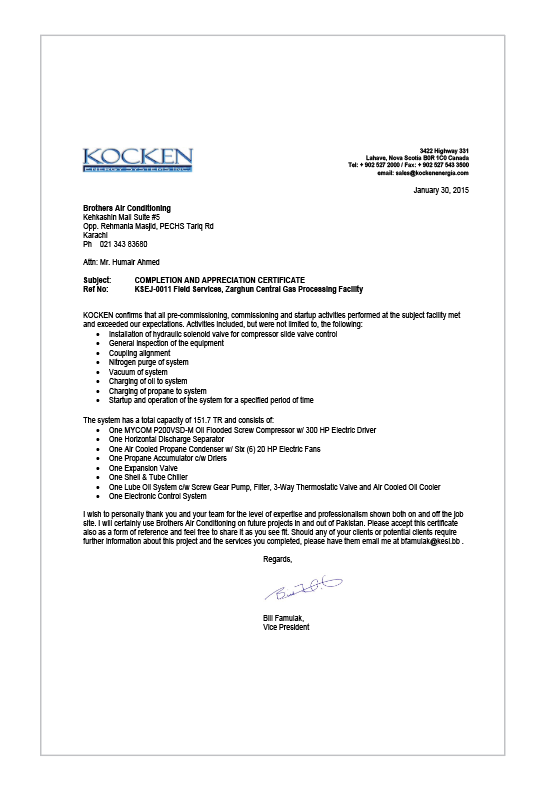 KOCKEN
ENERGY SYSTEMS INC.
3422 Highway 331
Lahave, Nova Scotia B0R 1C0 Canada
Tel: + 902 527 2000 / Fax: + 902 527 543 3500
email: sales@kockenenergia.com
January 30, 2015
Brothers Air Conditioning
Kehkashin Mall Suite #5
Opp. Rehmania Masjid, PECHS Tariq Rd
Karachi
Ph 021 343 83680
Attn: Mr. Humair Ahmed
Subject: COMPLETION AND APPRECIATION CERTIFICATE
Ref No: KSEJ-0011 Field Services, Zarghun Central Gas Processing Facility
KOCKEN confirms that all pre-commissioning, commissioning and startup activities performed at the subject facility met
and exceeded our expectations. Activities included, but were not limited to, the following:
• Installation of hydraulic solenoid valve for compressor slide valve control
• General inspection of the equipment
• Coupling alignment
• Nitrogen purge of system
• Vacuum of system
• Charging of oil to system
• Charging of propane to system
• Startup and operation of the system for a specified period of time
The system has a total capacity of 151.7 TR and consists of:
• One MYCOM P200VSD-M Oil Flooded Screw Compressor w/ 300 HP Electric Driver
• One Horizontal Discharge Separator
• One Air Cooled Propane Condenser w/ Six (6) 20 HP Electric Fans
• One Propane Accumulator c/w Driers
• One Expansion Valve
• One Shell & Tube Chiller
• One Lube Oil System c/w Screw Gear Pump, Filter, 3-Way Thermostatic Valve and Air Cooled Oil Cooler
• One Electronic Control System
I wish to personally thank you and your team for the level of expertise and professionalism shown both on and off the job
site. I will certainly use Brothers Air Conditioning on future projects in and out of Pakistan. Please accept this certificate
also as a form of reference and feel free to share it as you see fit. Should any of your clients or potential clients require
further information about this project and the services you completed, please have them email me at bfamulak@kesi.bb .
Regards,
Bill Famulak,
Vice President